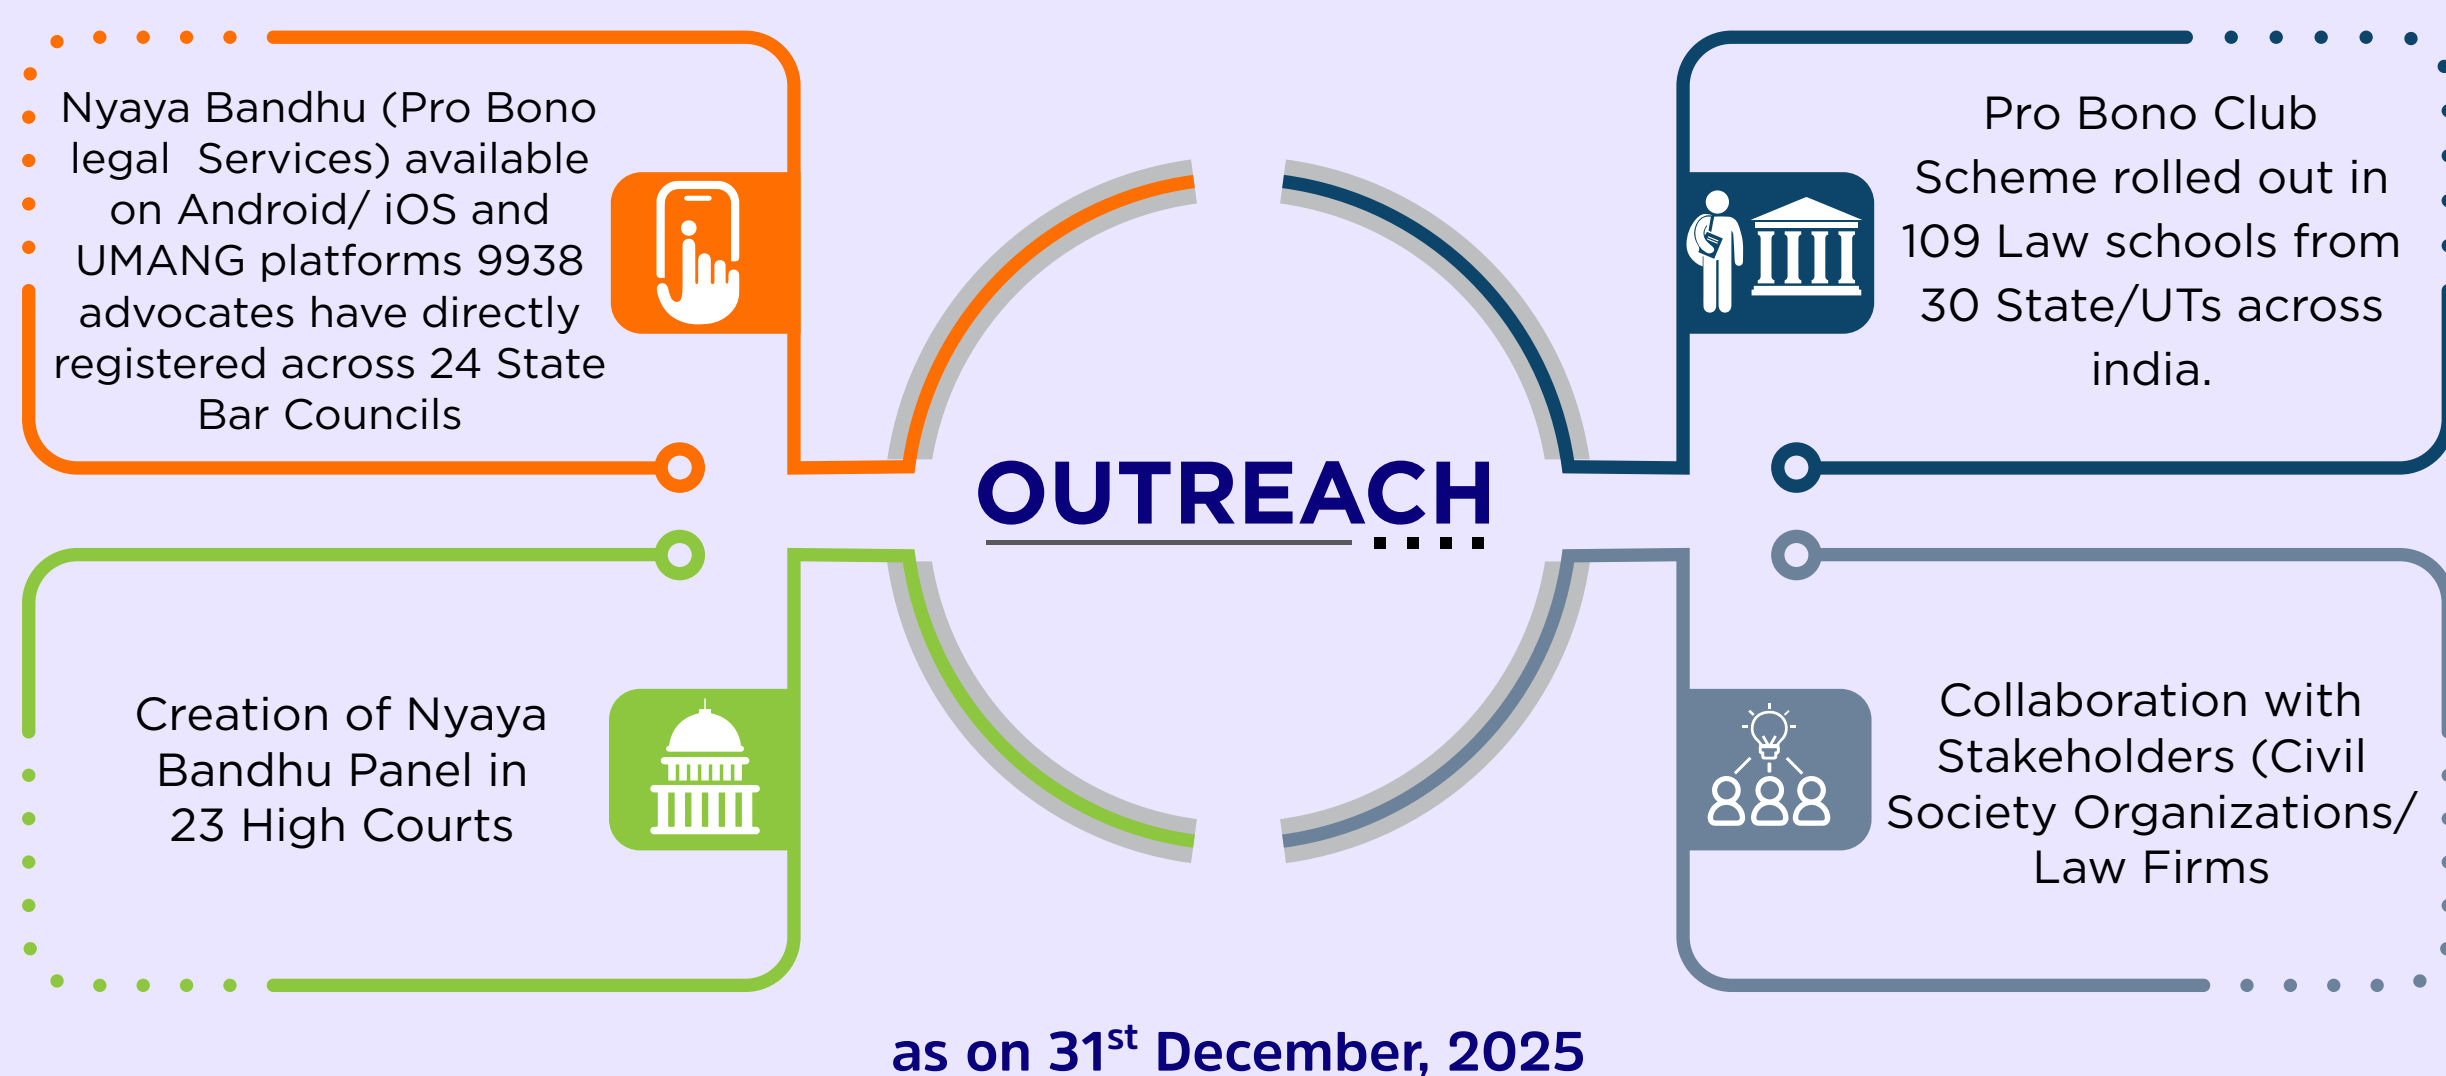 Nyaya Bandhu (Pro Bono
legal Services) available
on Android/ iOS and
UMANG platforms 9938
advocates have directly
registered across 24 State
Bar Councils
Pro Bono Club
Scheme rolled out in
109 Law schools from
30 State/UTs across
india.
OUTREACH
Creation of Nyaya
Bandhu Panel in
23 High Courts
Collaboration with
Stakeholders (Civil
Society Organizations/
Law Firms
as on 31st December, 2025